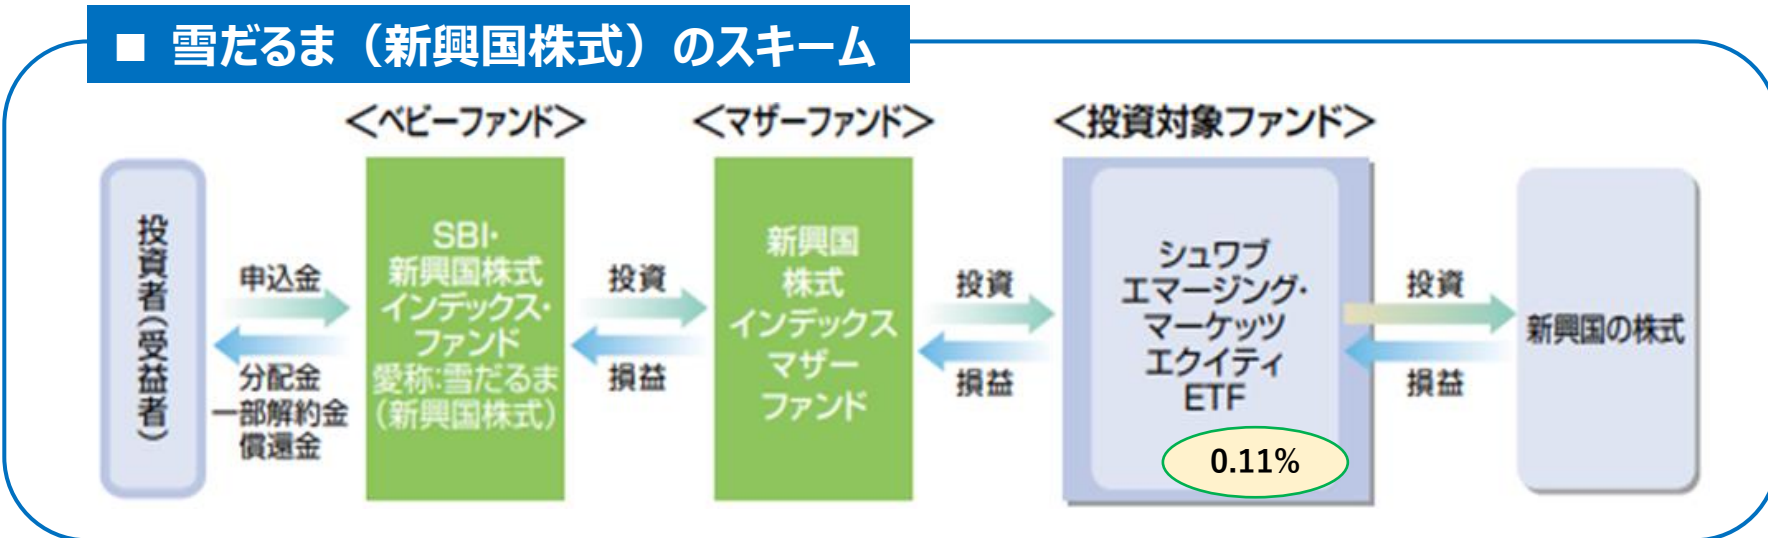 ■ 雪だるま（新興国株式）のスキーム
＜ベビーファンド＞
＜マザーファンド＞
＜投資対象ファンド＞
投資者（受益者）
申込金
分配金
一部解約金
償還金
SBI・
新興国株式
インデックス・
ファンド
愛称：雪だるま
（新興国株式）
投資
損益
新興国
株式
インデックス
マザー
ファンド
投資
損益
シュワブ
エマージング・
マーケッツ
エクイティ
ETF
0.11%
投資
損益
新興国の株式